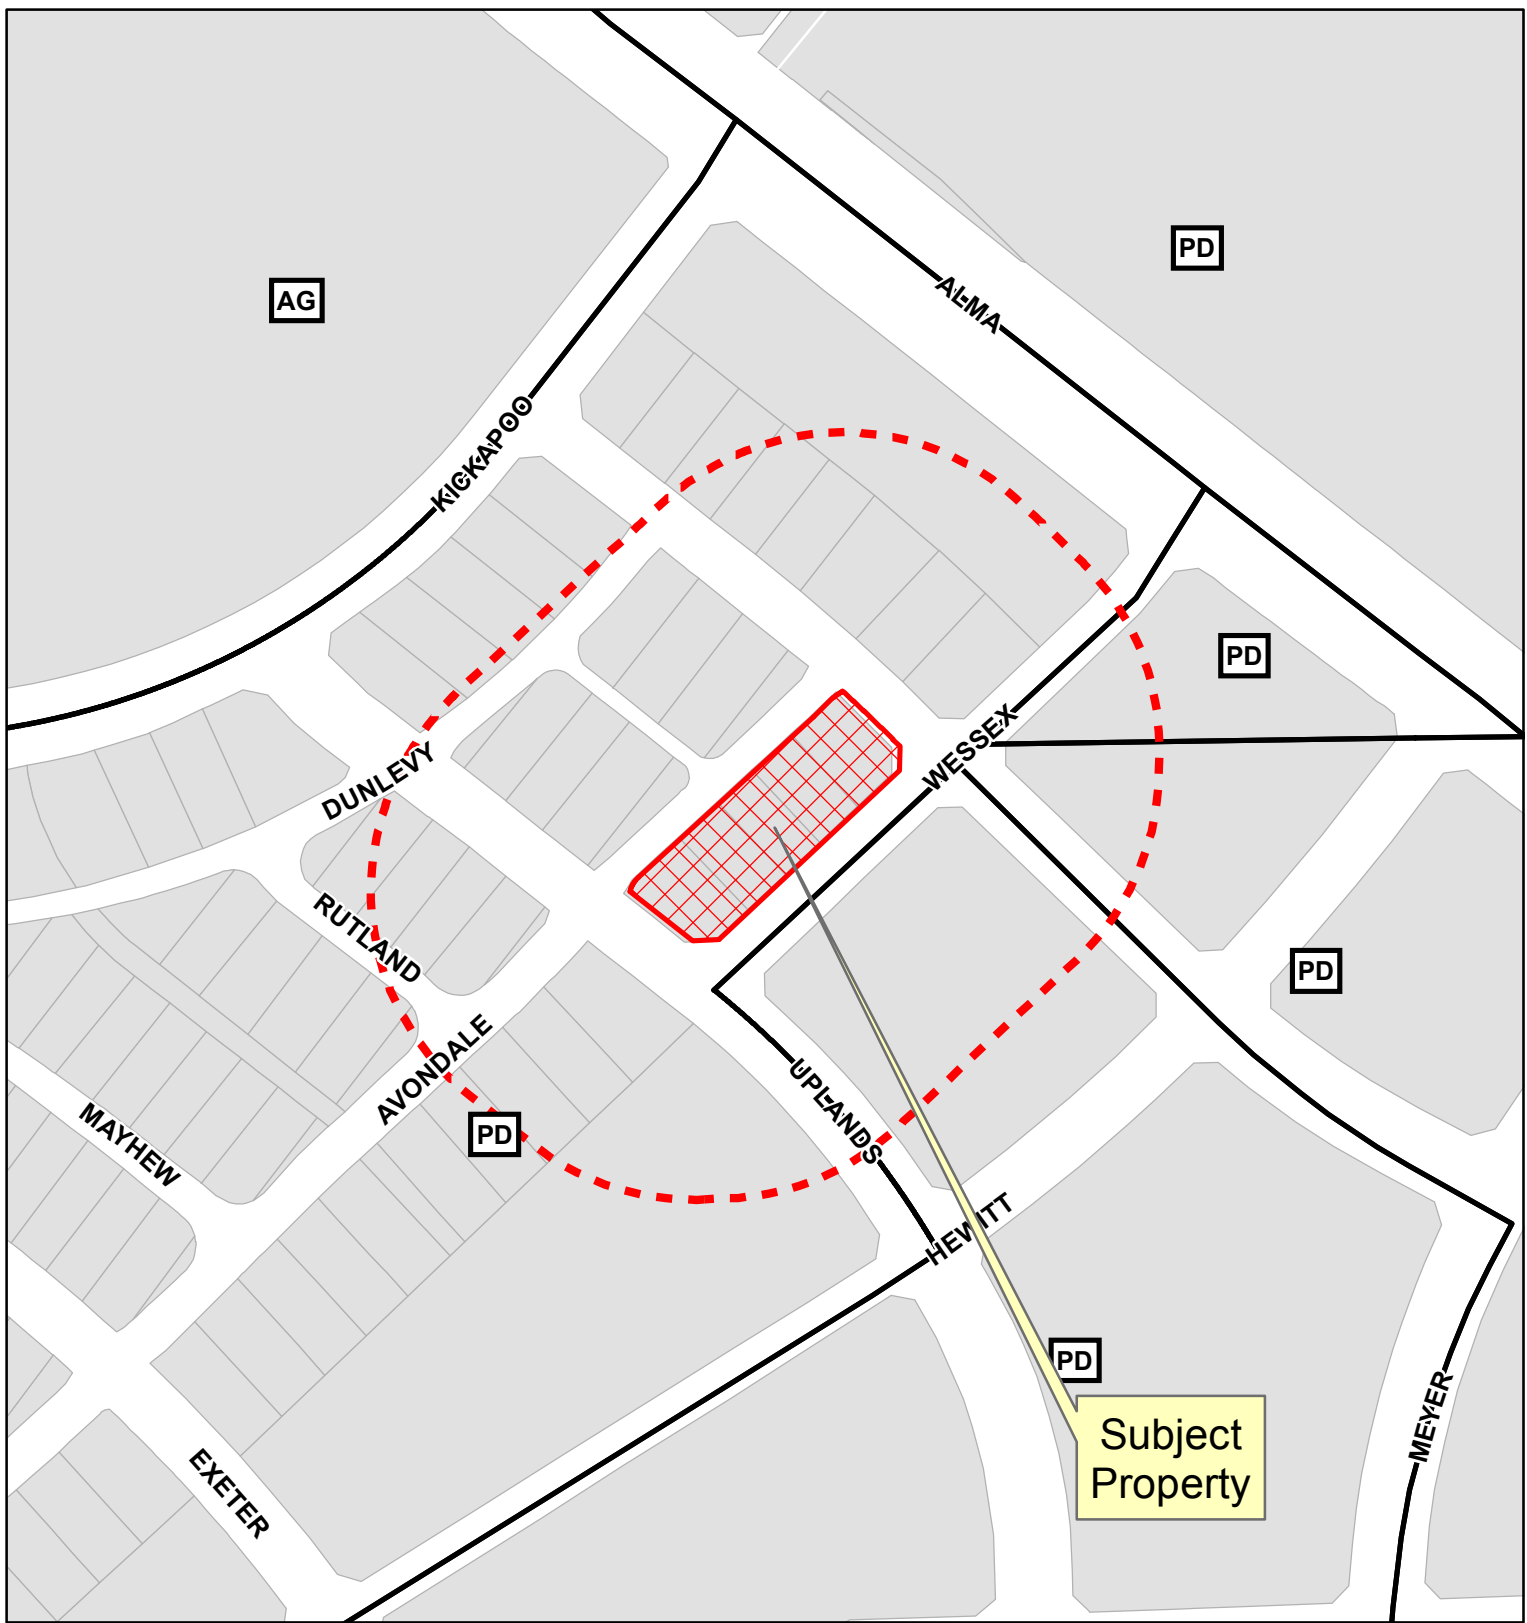 PD
AG
ALMA
KICKAPOO
PD
WESSEX
DUNLEVY
RUTLAND
PD
AVONDALE
UPLANDS
MAYHEW
PD
HEWITT
PD
MEYER
Subject
Property
EXETER